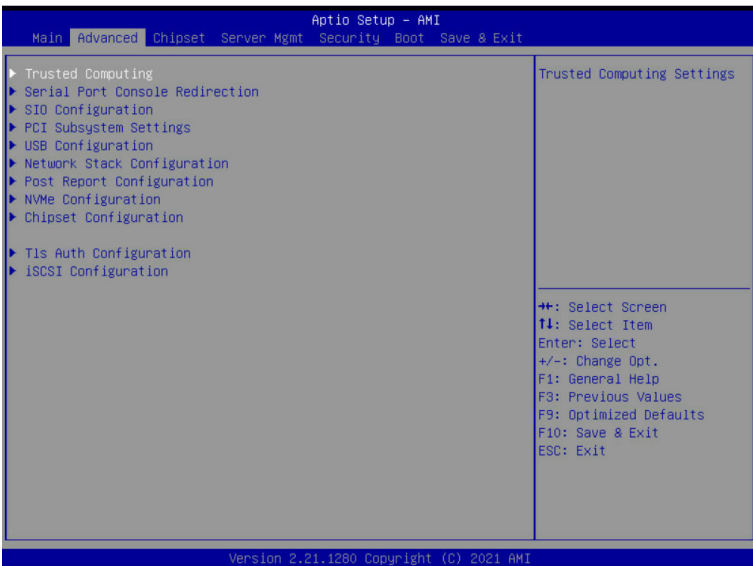 Aptio Setup - AMI
Main Advanced Chipset Server Mgmt Security Boot Save & Exit
▶ Trusted Computing
▶ Serial Port Console Redirection
▶ SIO Configuration
▶ PCI Subsystem Settings
▶ USB Configuration
▶ Network Stack Configuration
▶ Post Report Configuration
▶ NVMe Configuration
▶ Chipset Configuration
▶ Tls Auth Configuration
▶ iSCSI Configuration
Trusted Computing Settings
→←: Select Screen
↑↓: Select Item
Enter: Select
+/-: Change Opt.
F1: General Help
F3: Previous Values
F9: Optimized Defaults
F10: Save & Exit
ESC: Exit
Version 2.21.1280 Copyright (C) 2021 AMI